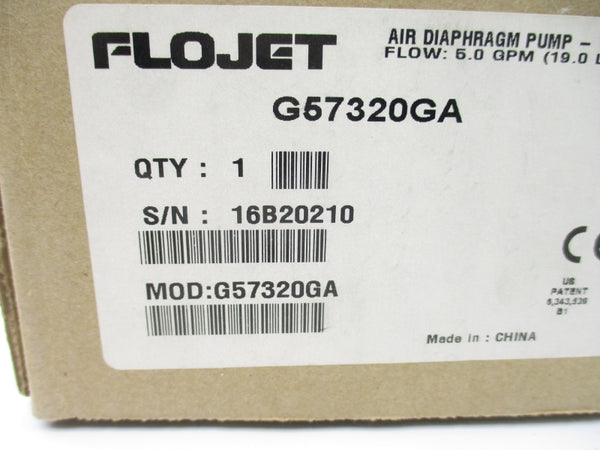 FLOJET
AIR DIAPHRAGM PUMP –
FLOW: 5.0 GPM (19.0 L
G57320GA
QTY : 1
S/N : 16B20210
MOD:G57320GA
CE
US
PATENT
B1
Made in : CHINA